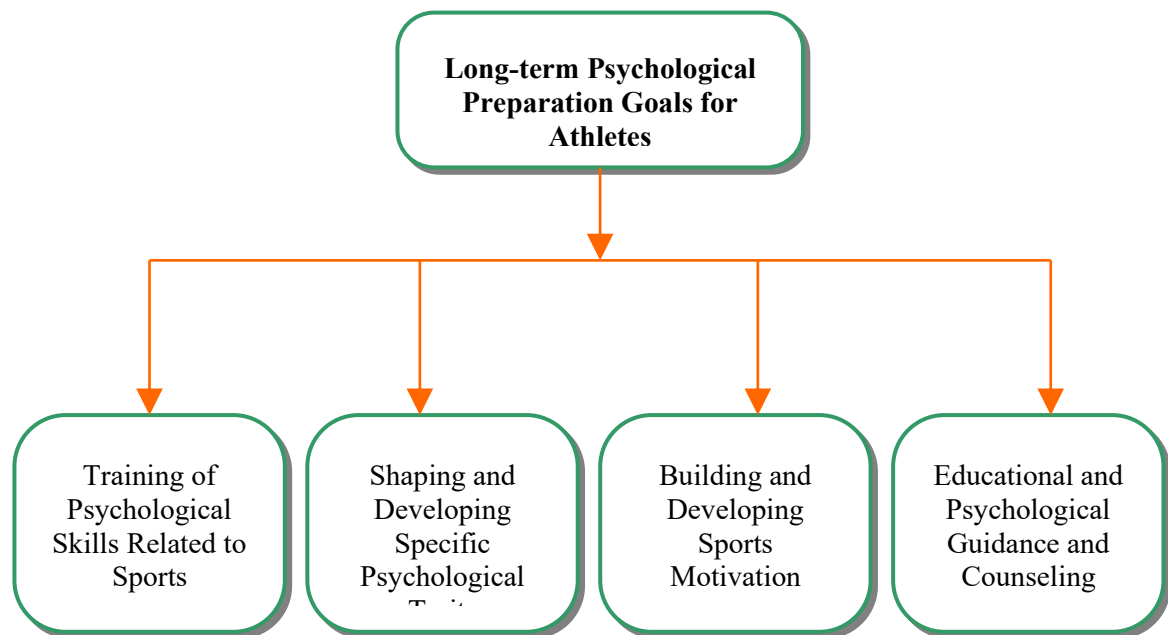 Long-term Psychological
Preparation Goals for
Athletes
Training of
Psychological
Skills Related to
Sports
Shaping and
Developing
Specific
Psychological
Building and
Developing
Sports
Motivation
Educational and
Psychological
Guidance and
Counseling